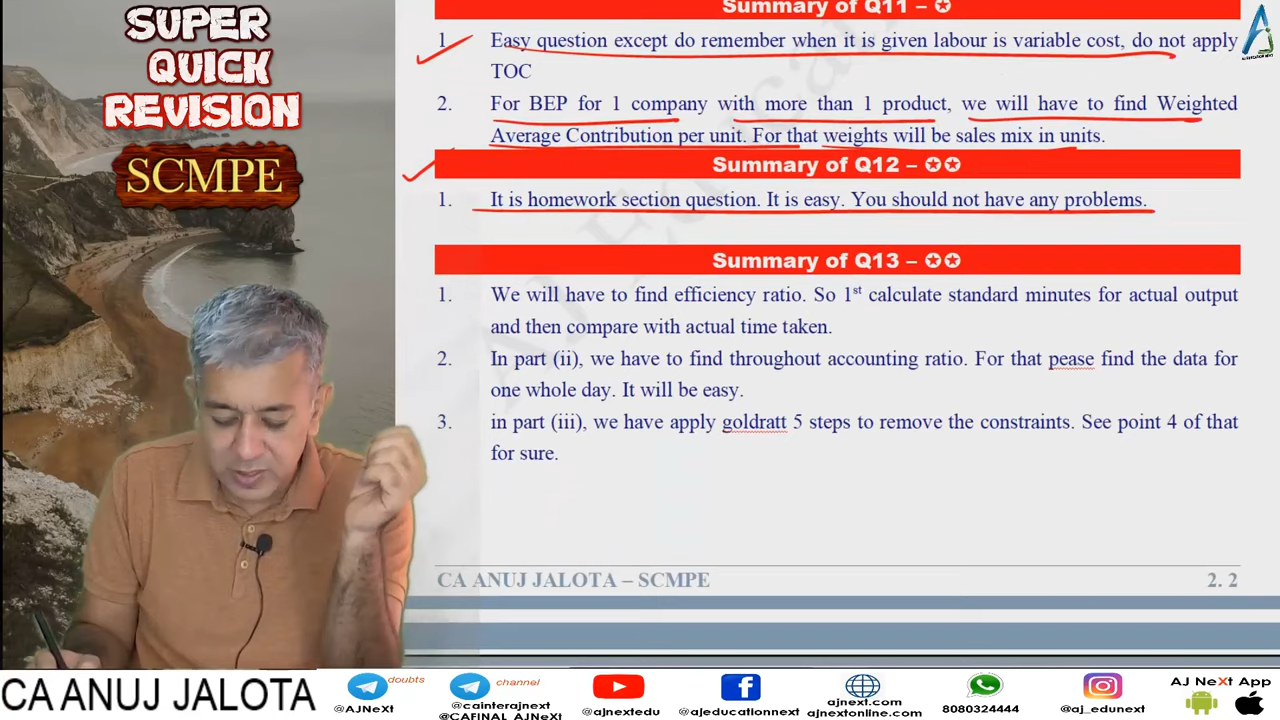 SUPER
QUICK
REVISION
SCMPE
Summary of Q11 – ✪
1. Easy question except do remember when it is given labour is variable cost, do not apply
TOC
2. For BEP for 1 company with more than 1 product, we will have to find Weighted
Average Contribution per unit. For that weights will be sales mix in units.
Summary of Q12 – ✪✪
1. It is homework section question. It is easy. You should not have any problems.
Summary of Q13 – ✪✪
1. We will have to find efficiency ratio. So 1st calculate standard minutes for actual output
and then compare with actual time taken.
2. In part (ii), we have to find throughout accounting ratio. For that pease find the data for
one whole day. It will be easy.
3. in part (iii), we have apply goldratt 5 steps to remove the constraints. See point 4 of that
for sure.
CA ANUJ JALOTA – SCMPE 2. 2
CA ANUJ JALOTA
doubts
@AJNeXt
channel
@cainterajnext
@CAFINAL_AJNeXt
@ajnextedu
@ajeducationnext
ajnext.com
ajnextonline.com
8080324444
@aj_edunext
AJ NeXt App